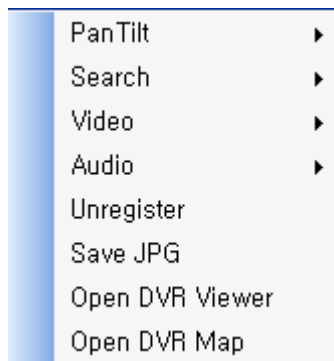 PanTilt
Search
Video
Audio
Unregister
Save JPG
Open DVR Viewer
Open DVR Map